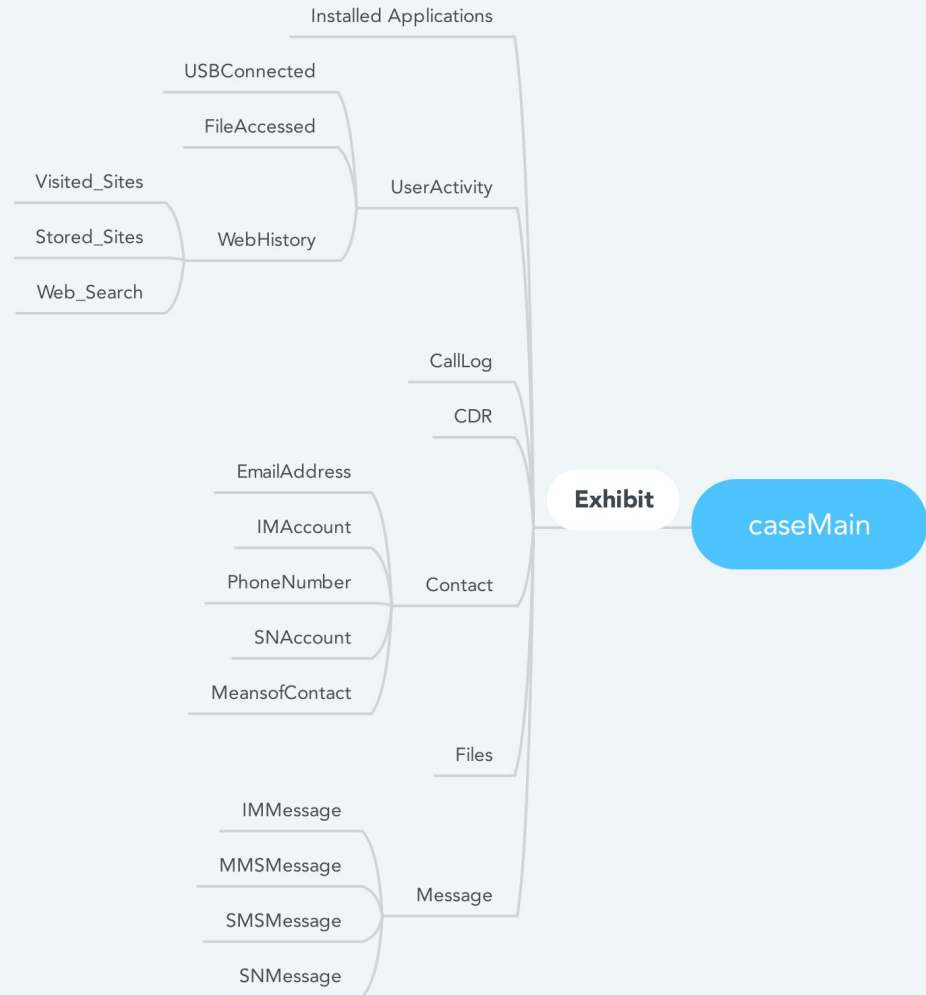 Installed Applications
USBConnected
FileAccessed
Visited_Sites
UserActivity
Stored_Sites
WebHistory
Web_Search
CallLog
CDR
EmailAddress
Exhibit
caseMain
IMAccount
PhoneNumber
Contact
SNAccount
MeansofContact
Files
IMMessage
MMSMessage
Message
SMSMessage
SNMessage